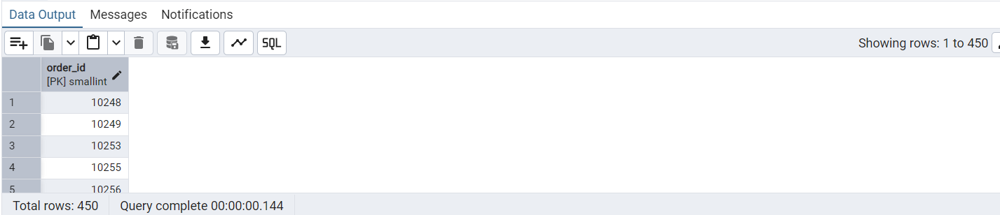 Data Output Messages Notifications
SQL Showing rows: 1 to 450
order_id
[PK] smallint
1 10248
2 10249
3 10253
4 10255
5 10256
Total rows: 450 Query complete 00:00:00.144